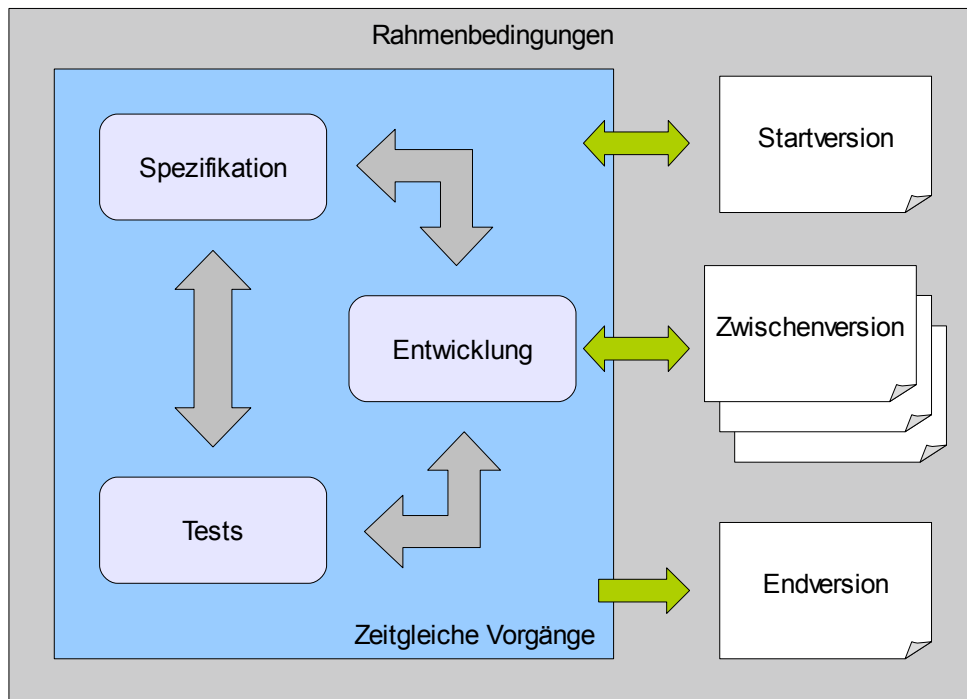 Rahmenbedingungen
Spezifikation
Startversion
Entwicklung
Zwischenversion
Tests
Endversion
Zeitgleiche Vorgänge